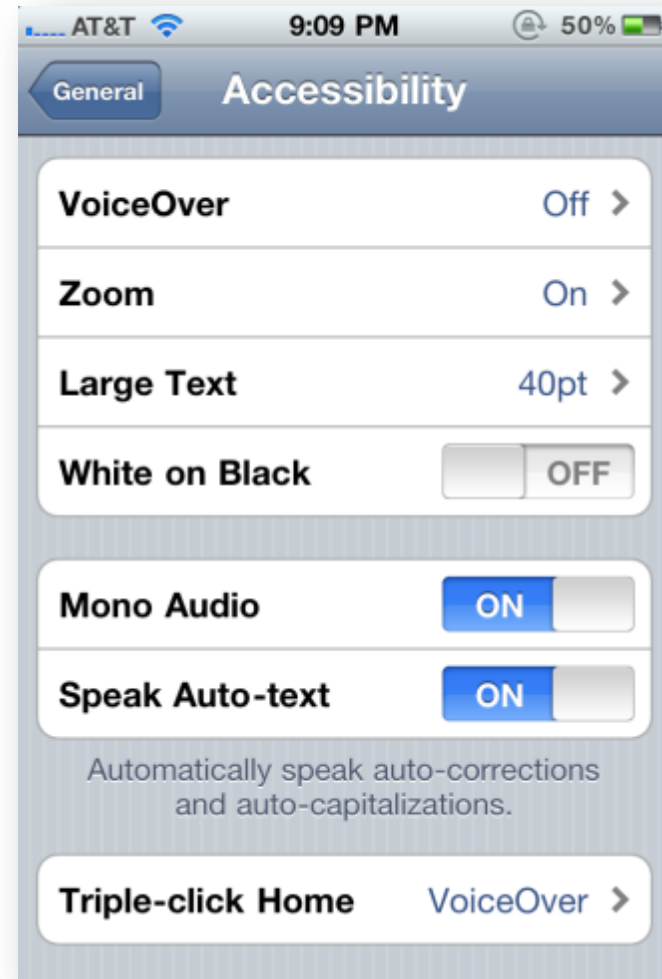 AT&T 9:09 PM 50%
General Accessibility
VoiceOver Off
Zoom On
Large Text 40pt
White on Black OFF
Mono Audio ON
Speak Auto-text ON
Automatically speak auto-corrections
and auto-capitalizations.
Triple-click Home VoiceOver